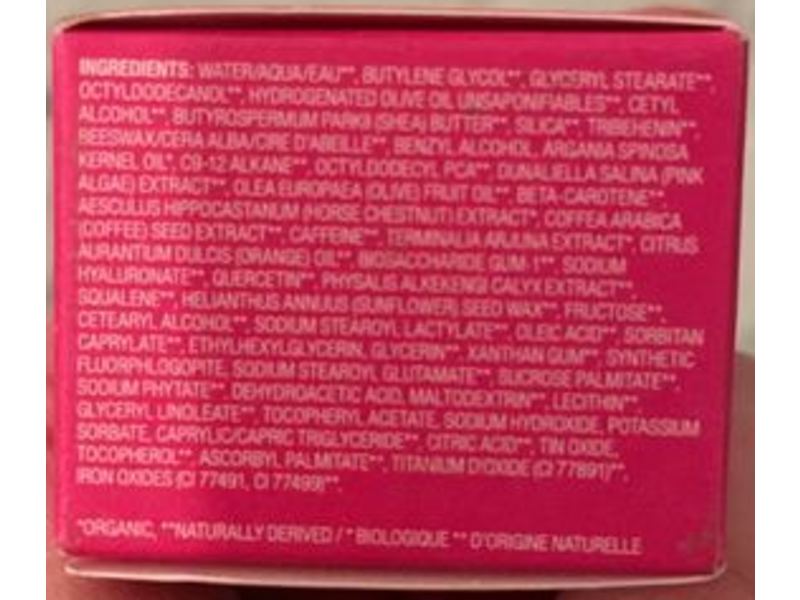 INGREDIENTS: WATER/AQUA/EAU**, BUTYLENE GLYCOL**, GLYCERYL STEARATE**,
OCTYLDODECANOL**, HYDROGENATED OLIVE OIL UNSAPONIFIABLES**, CETYL
ALCOHOL**, BUTYROSPERMUM PARKII (SHEA) BUTTER**, SILICA**, TRIBEHENIN**,
BEESWAX/CERA ALBA/CIRE D'ABEILLE**, BENZYL ALCOHOL, ARGANIA SPINOSA
KERNEL OIL*, C9-12 ALKANE**, OCTYLDODECYL PCA**, DUNALIELLA SALINA (PINK
ALGAE) EXTRACT**, OLEA EUROPAEA (OLIVE) FRUIT OIL**, BETA-CAROTENE**,
AESCULUS HIPPOCASTANUM (HORSE CHESTNUT) EXTRACT*, COFFEA ARABICA
(COFFEE) SEED EXTRACT**, CAFFEINE**, TERMINALIA ARJUNA EXTRACT*, CITRUS
AURANTIUM DULCIS (ORANGE) OIL**, BIOSACCHARIDE GUM-1**, SODIUM
HYALURONATE**, QUERCETIN**, PHYSALIS ALKEKENGI CALYX EXTRACT**,
SQUALENE**, HELIANTHUS ANNUUS (SUNFLOWER) SEED WAX**, FRUCTOSE**,
CETEARYL ALCOHOL**, SODIUM STEAROYL LACTYLATE**, OLEIC ACID**, SORBITAN
CAPRYLATE**, ETHYLHEXYLGLYCERIN, GLYCERIN**, XANTHAN GUM**, SYNTHETIC
FLUORPHLOGOPITE, SODIUM STEAROYL GLUTAMATE**, SUCROSE PALMITATE**,
SODIUM PHYTATE**, DEHYDROACETIC ACID, MALTODEXTRIN**, LECITHIN**,
GLYCERYL LINOLEATE**, TOCOPHERYL ACETATE, SODIUM HYDROXIDE, POTASSIUM
SORBATE, CAPRYLIC/CAPRIC TRIGLYCERIDE**, CITRIC ACID**, TIN OXIDE,
TOCOPHEROL**, ASCORBYL PALMITATE**, TITANIUM DIOXIDE (CI 77891)**,
IRON OXIDES (CI 77491, CI 77499)**.
*ORGANIC, **NATURALLY DERIVED / * BIOLOGIQUE ** D'ORIGINE NATURELLE